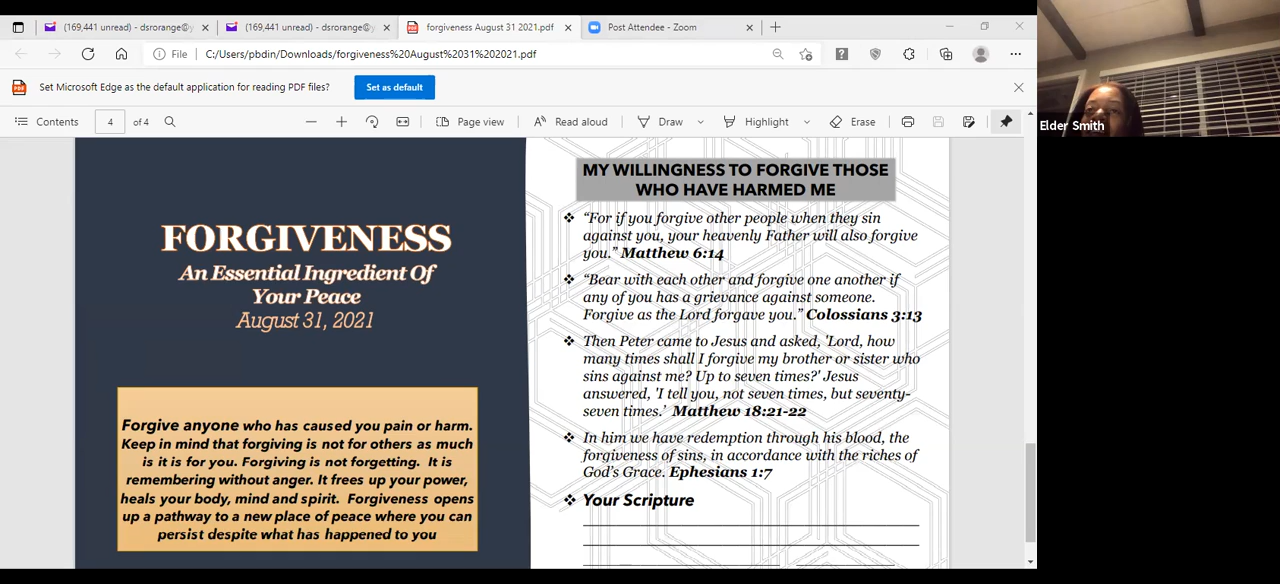 (169,441 unread) - dsrorange@y
(169,441 unread) - dsrorange@y
forgiveness August 31 2021.pdf
Post Attendee - Zoom
File
C:/Users/pbdin/Downloads/forgiveness%20August%2031%202021.pdf
Set Microsoft Edge as the default application for reading PDF files?
Set as default
Contents
4
of 4
Page view
Read aloud
Draw
Highlight
Erase
Elder Smith
FORGIVENESS
An Essential Ingredient Of
Your Peace
August 31, 2021
Forgive anyone who has caused you pain or harm.
Keep in mind that forgiving is not for others as much
is it is for you. Forgiving is not forgetting. It is
remembering without anger. It frees up your power,
heals your body, mind and spirit. Forgiveness opens
up a pathway to a new place of peace where you can
persist despite what has happened to you
MY WILLINGNESS TO FORGIVE THOSE
WHO HAVE HARMED ME
❖ “For if you forgive other people when they sin
against you, your heavenly Father will also forgive
you.” Matthew 6:14
❖ “Bear with each other and forgive one another if
any of you has a grievance against someone.
Forgive as the Lord forgave you.” Colossians 3:13
❖ Then Peter came to Jesus and asked, 'Lord, how
many times shall I forgive my brother or sister who
sins against me? Up to seven times?' Jesus
answered, 'I tell you, not seven times, but seventy-
seven times.' Matthew 18:21-22
❖ In him we have redemption through his blood, the
forgiveness of sins, in accordance with the riches of
God's Grace. Ephesians 1:7
❖ Your Scripture